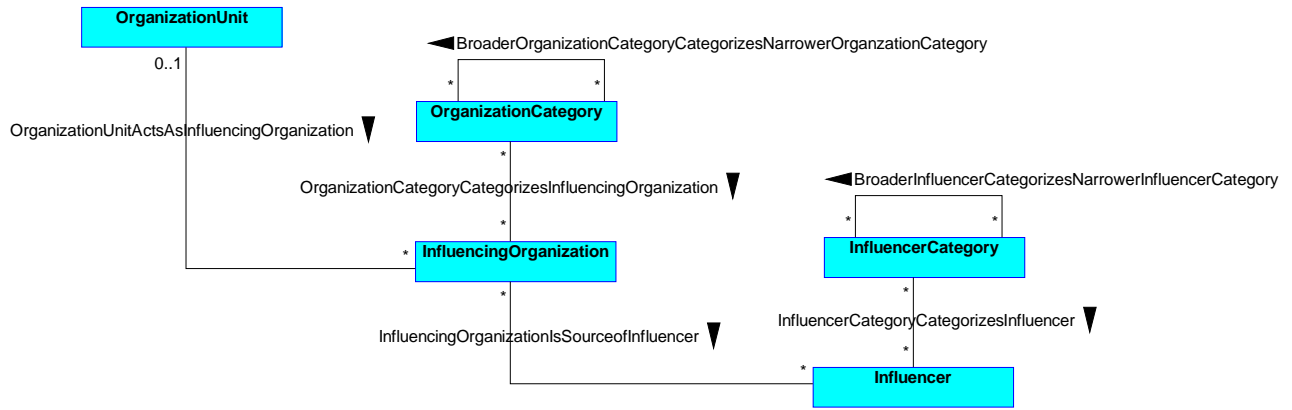 OrganizationUnit
0..1
BroaderOrganizationCategoryCategorizesNarrowerOrganzationCategory
* *
OrganizationCategory
OrganizationUnitActsAsInfluencingOrganization
*
OrganizationCategoryCategorizesInfluencingOrganization
BroaderInfluencerCategorizesNarrowerInfluencerCategory
* *
*
InfluencingOrganization
InfluencerCategory
*
*
*
InfluencerCategoryCategorizesInfluencer
InfluencingOrganizationIsSourceofInfluencer
*
*
Influencer